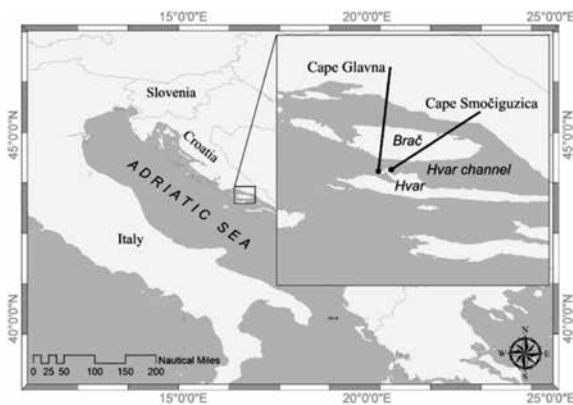 15°0'0"E
20°0'0"E
25°0'0"E
45°0'0"N
40°0'0"N
Slovenia
Croatia
ADRIATIC SEA
Italy
Cape Glavna
Cape Smočiguzica
Brač
Hvar channel
Hvar
0 25 50 100 150 200
Nautical Miles
N
W
E
S
45°0'0"N
40°0'0"N
15°0'0"E
20°0'0"E
25°0'0"E